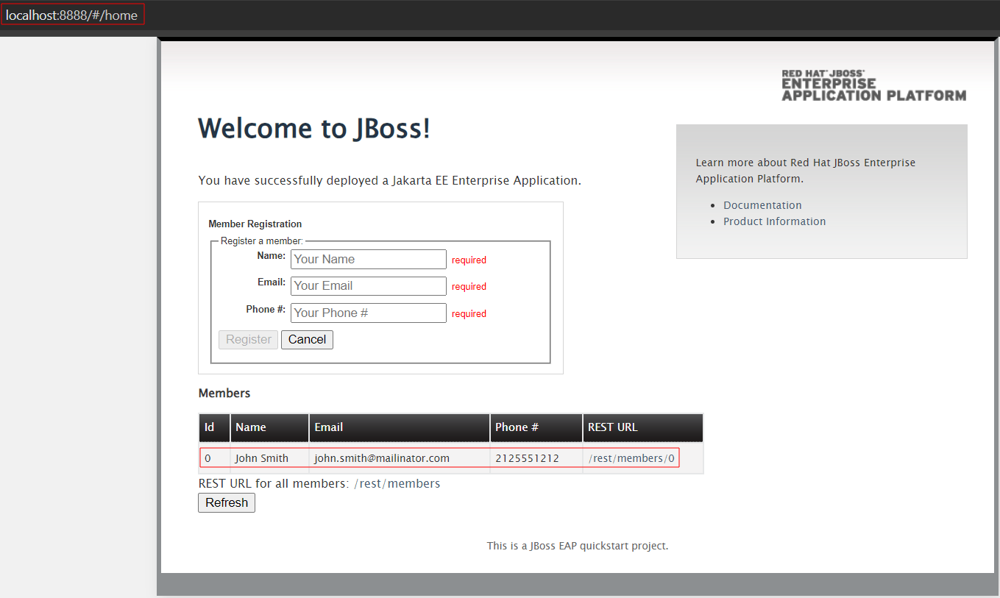 localhost:8888/#/home
RED HAT® JBOSS®
ENTERPRISE
APPLICATION PLATFORM
Welcome to JBoss!
You have successfully deployed a Jakarta EE Enterprise Application.
Learn more about Red Hat JBoss Enterprise
Application Platform.
Documentation
Product Information
Member Registration
Register a member:
Name: Your Name required
Email: Your Email required
Phone #: Your Phone # required
Register Cancel
Members
Id Name Email Phone # REST URL
0 John Smith john.smith@mailinator.com 2125551212 /rest/members/0
REST URL for all members: /rest/members
Refresh
This is a JBoss EAP quickstart project.